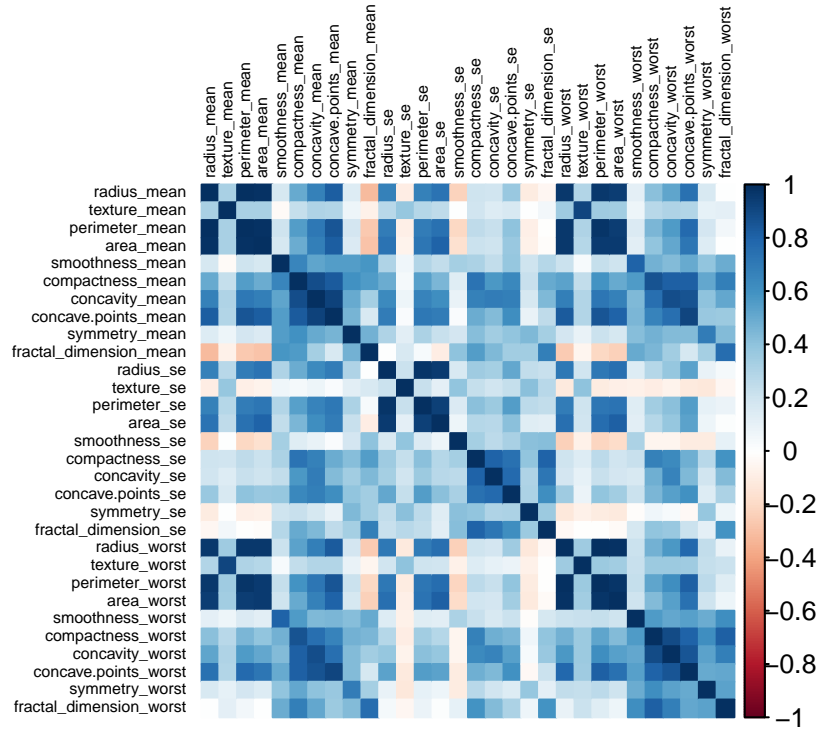 radius_mean
texture_mean
perimeter_mean
area_mean
smoothness_mean
compactness_mean
concavity_mean
concave.points_mean
symmetry_mean
fractal_dimension_mean
radius_se
texture_se
perimeter_se
area_se
smoothness_se
compactness_se
concavity_se
concave.points_se
symmetry_se
fractal_dimension_se
radius_worst
texture_worst
perimeter_worst
area_worst
smoothness_worst
compactness_worst
concavity_worst
concave.points_worst
symmetry_worst
fractal_dimension_worst
radius_mean
texture_mean
perimeter_mean
area_mean
smoothness_mean
compactness_mean
concavity_mean
concave.points_mean
symmetry_mean
fractal_dimension_mean
radius_se
texture_se
perimeter_se
area_se
smoothness_se
compactness_se
concavity_se
concave.points_se
symmetry_se
fractal_dimension_se
radius_worst
texture_worst
perimeter_worst
area_worst
smoothness_worst
compactness_worst
concavity_worst
concave.points_worst
symmetry_worst
fractal_dimension_worst
1
0.8
0.6
0.4
0.2
0
−0.2
−0.4
−0.6
−0.8
−1